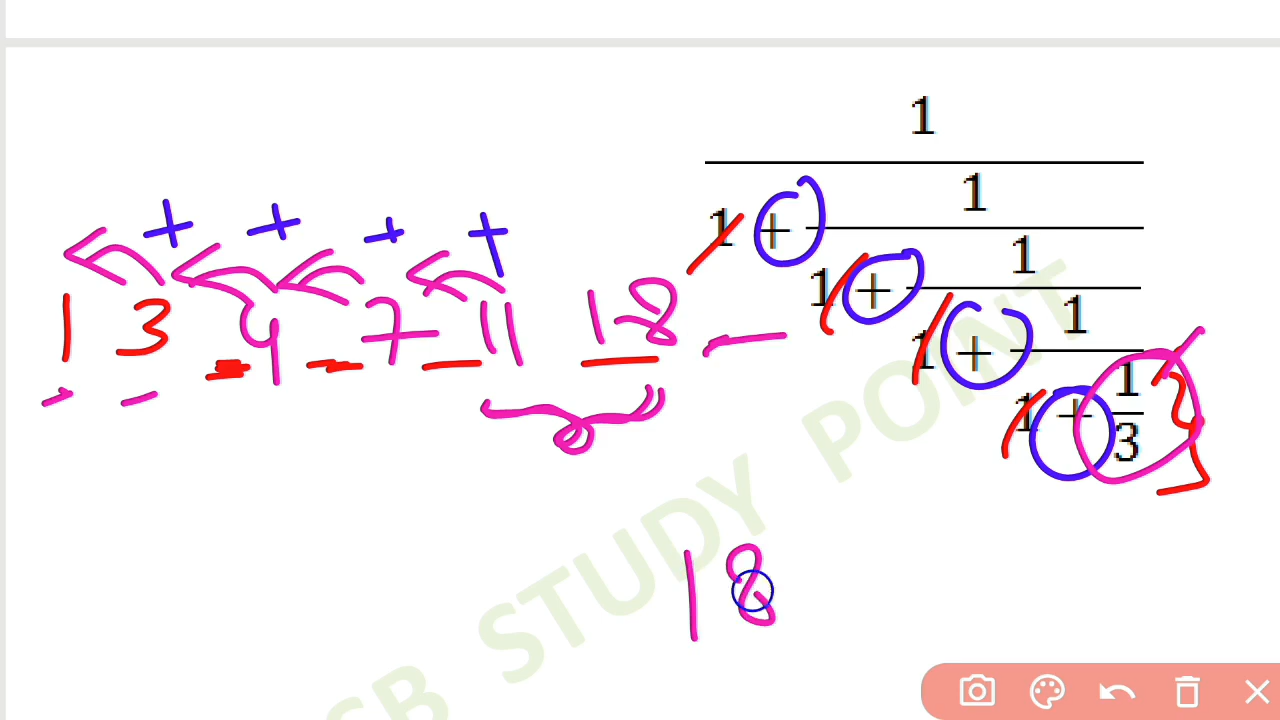 1
1 + 1
1 + 1
1 + 1
1 + 1
3
+ + + +
1 3 4 7 11 18
18
SB STUDY POINT